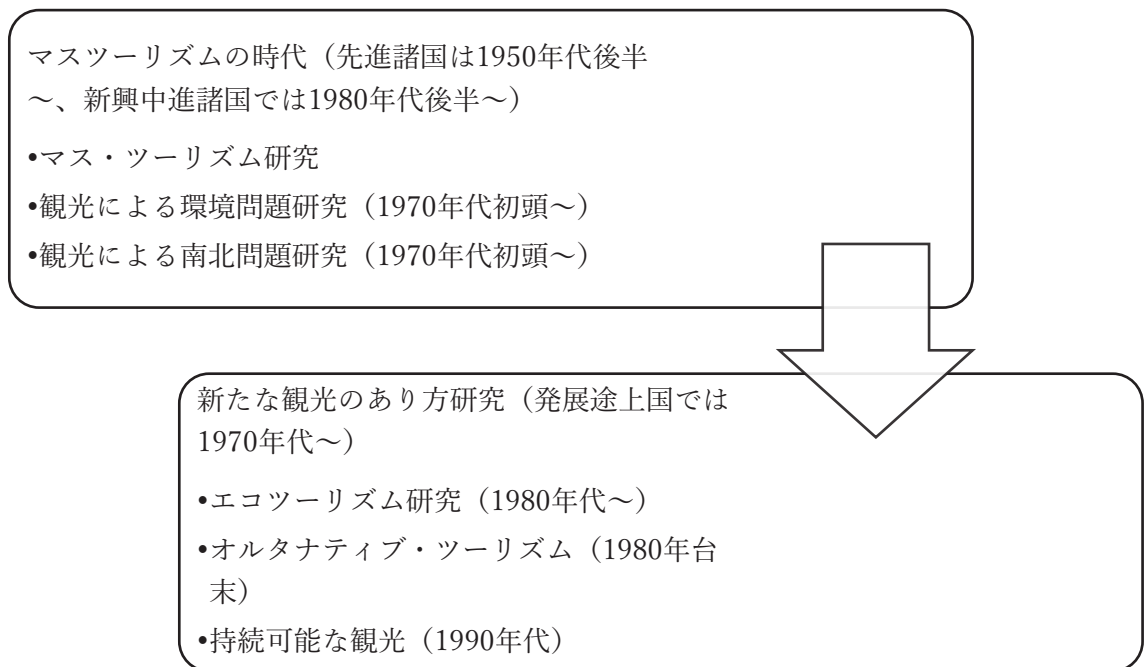 マスツーリズムの時代（先進諸国は1950年代後半
～、新興中進諸国では1980年代後半～）
•マス・ツーリズム研究
•観光による環境問題研究（1970年代初頭～）
•観光による南北問題研究（1970年代初頭～）
新たな観光のあり方研究（発展途上国では
1970年代～）
•エコツーリズム研究（1980年代～）
•オルタナティブ・ツーリズム（1980年台
末）
•持続可能な観光（1990年代）